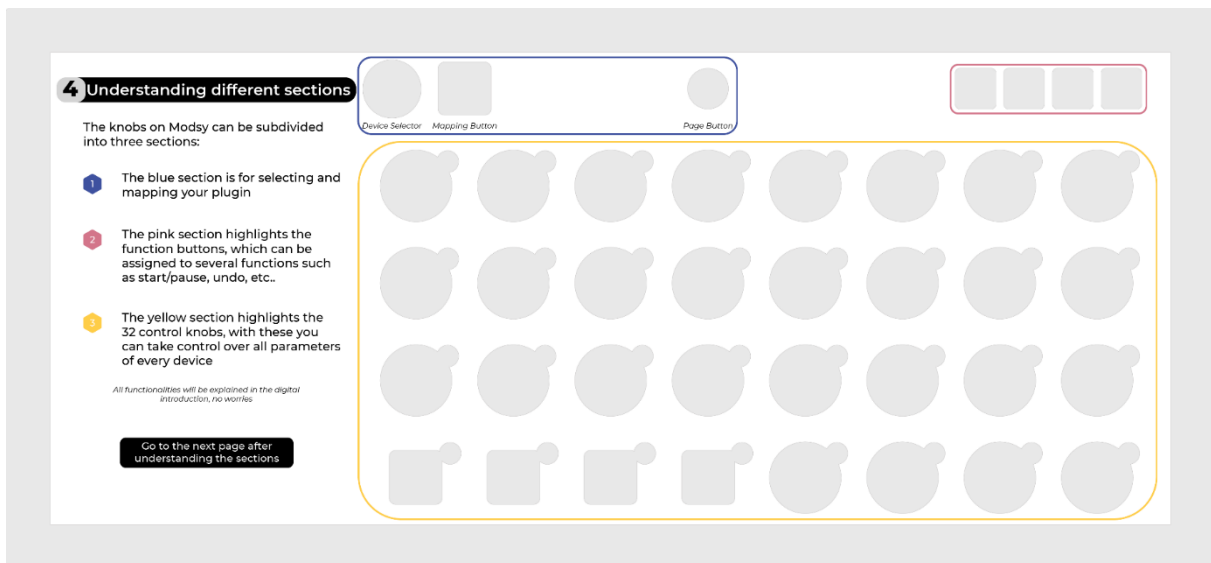 4 Understanding different sections
The knobs on Modsy can be subdivided
into three sections:
1 The blue section is for selecting and
mapping your plugin
2 The pink section highlights the
function buttons, which can be
assigned to several functions such
as start/pause, undo, etc..
3 The yellow section highlights the
32 control knobs, with these you
can take control over all parameters
of every device
All functionalities will be explained in the digital
introduction, no worries
Go to the next page after
understanding the sections
Device Selector Mapping Button Page Button